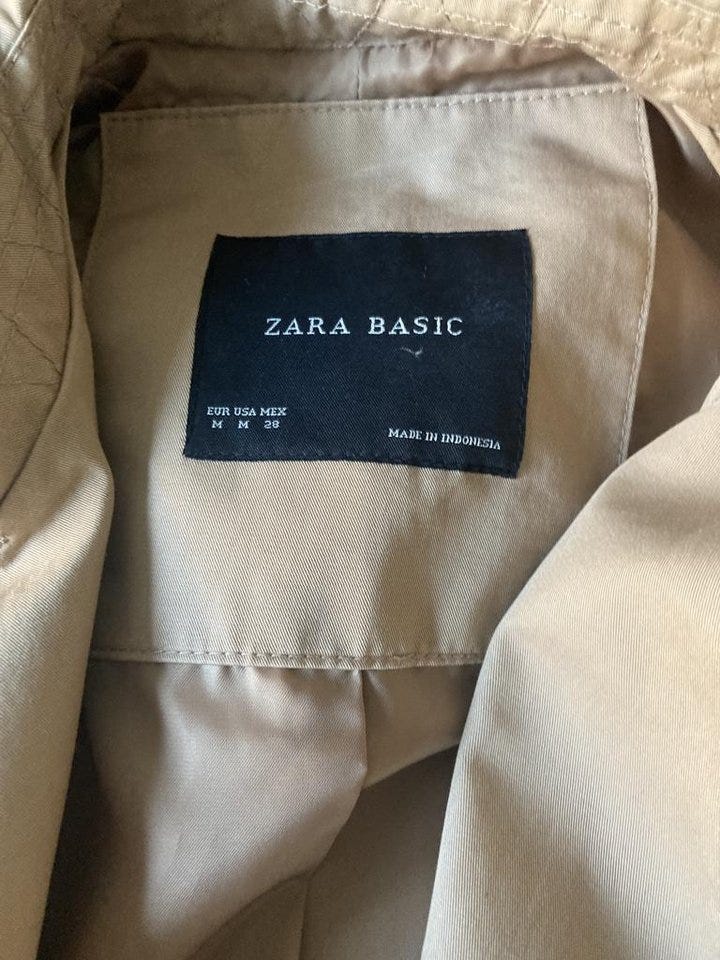 ZARA BASIC
EUR USA MEX
M M 28
MADE IN INDONESIA